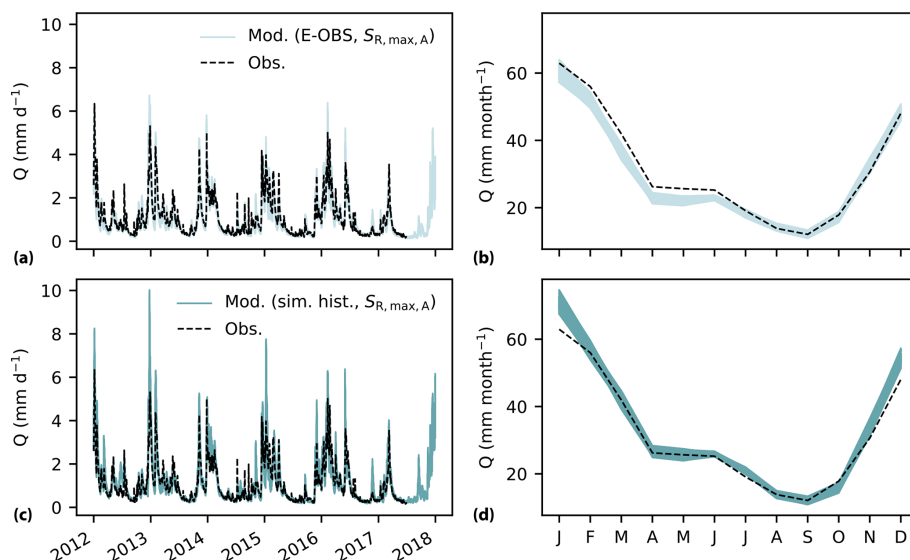 10
8
6
4
2
0
Q (mm d⁻¹)
Mod. (E-OBS, S_R,max,A)
Obs.
(a)
60
40
20
Q (mm month⁻¹)
(b)
10
8
6
4
2
0
Q (mm d⁻¹)
Mod. (sim. hist., S_R,max,A)
Obs.
(c)
2012 2013 2014 2015 2016 2017 2018
60
40
20
Q (mm month⁻¹)
(d)
J F M A M J J A S O N D